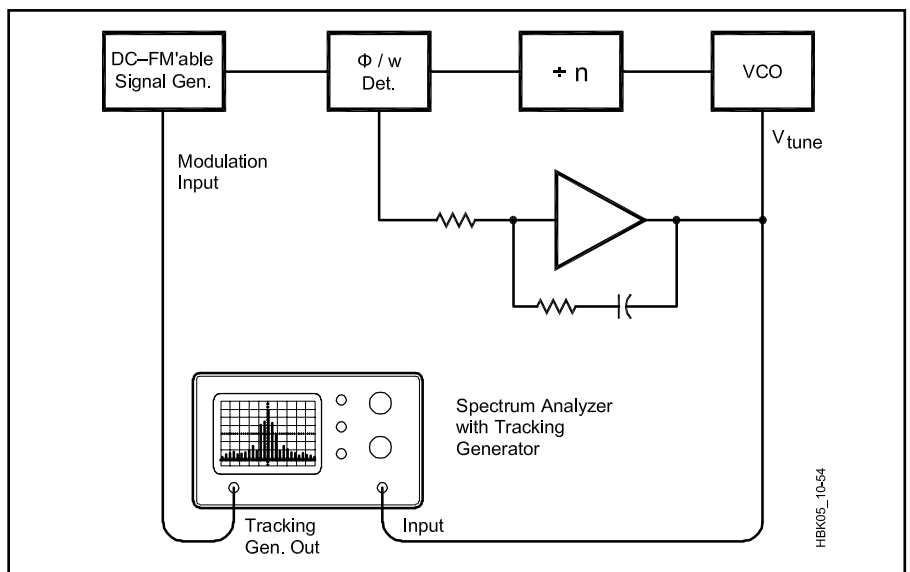 DC–FM'able
Signal Gen.
Φ / w
Det.
÷ n
VCO
V tune
Modulation
Input
Spectrum Analyzer
with Tracking
Generator
Tracking
Gen. Out
Input
HBK05_10-54